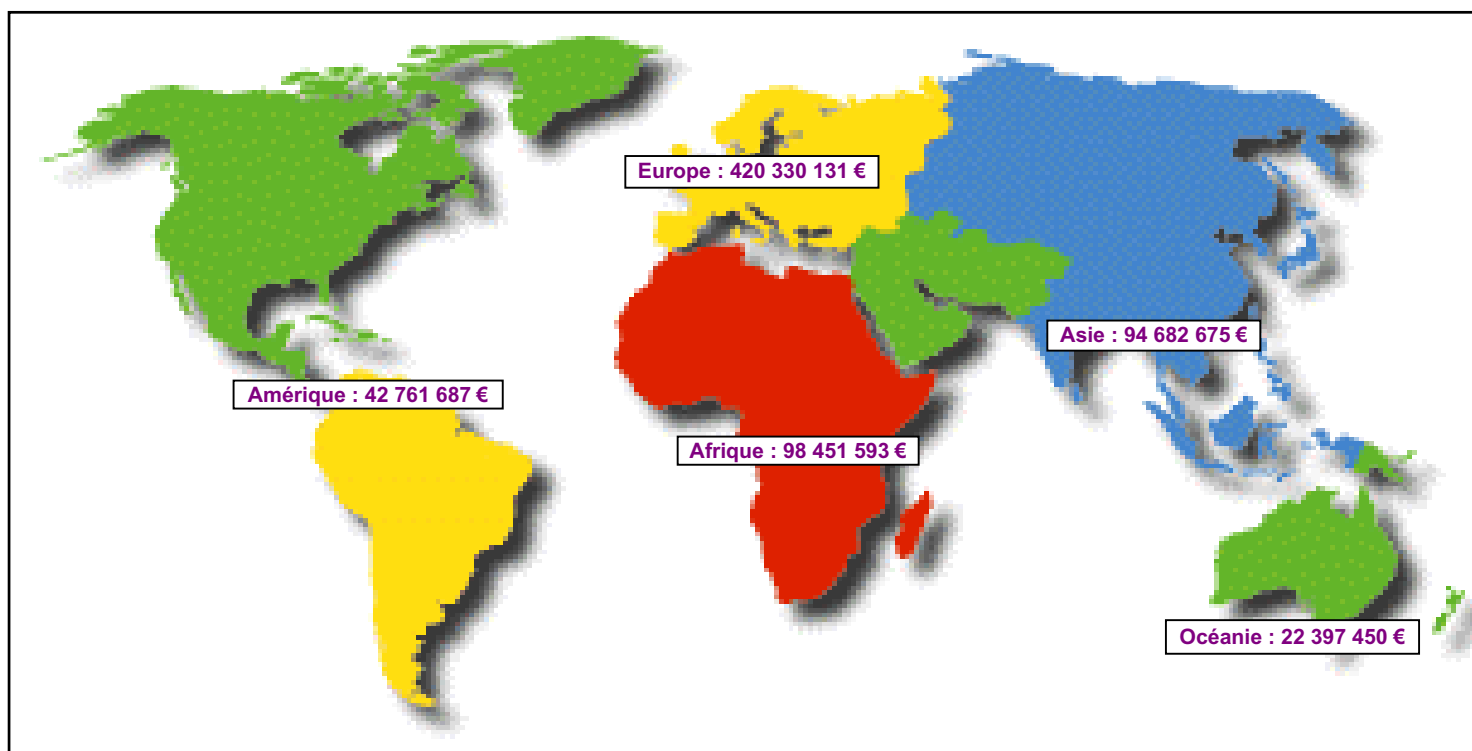 Europe : 420 330 131 €
Asie : 94 682 675 €
Amérique : 42 761 687 €
Afrique : 98 451 593 €
Océanie : 22 397 450 €